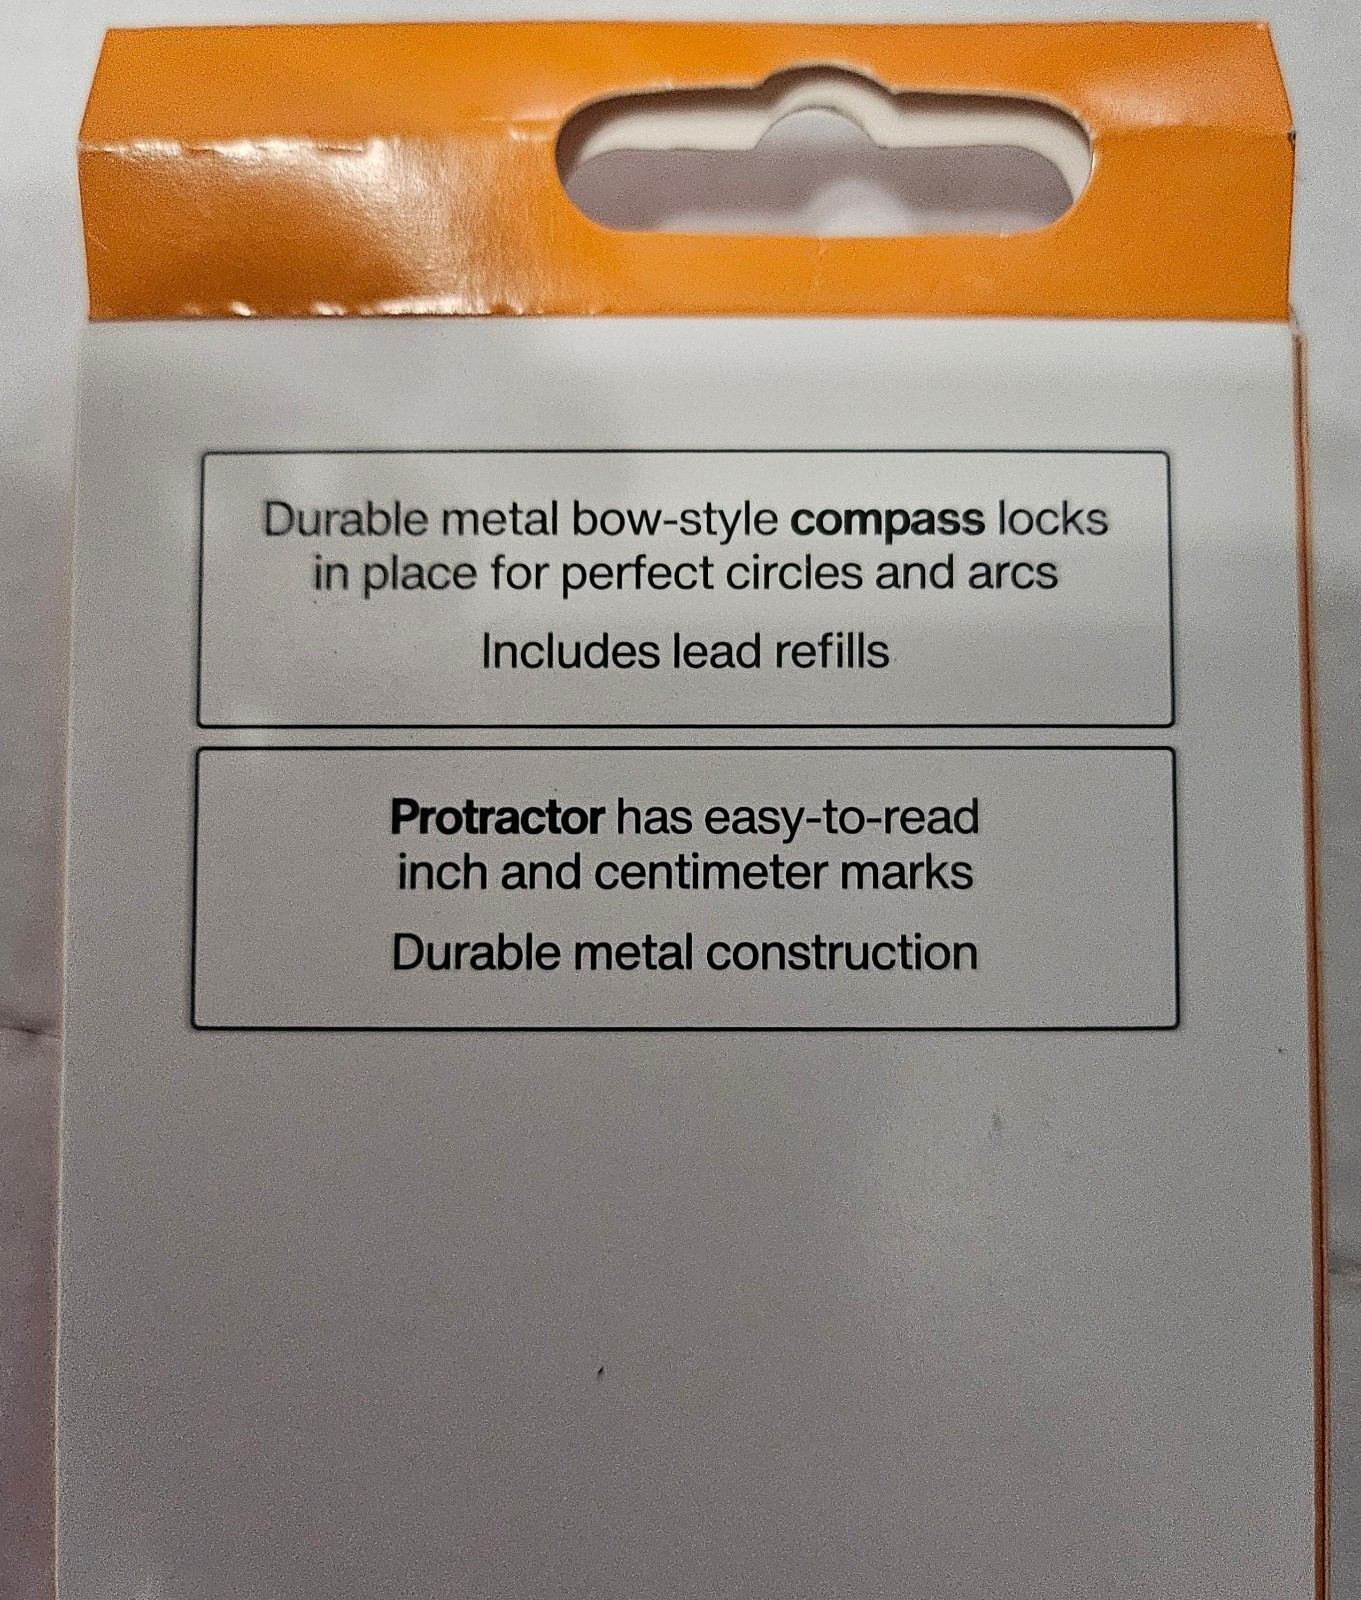 Durable metal bow-style compass locks
in place for perfect circles and arcs
Includes lead refills
Protractor has easy-to-read
inch and centimeter marks
Durable metal construction